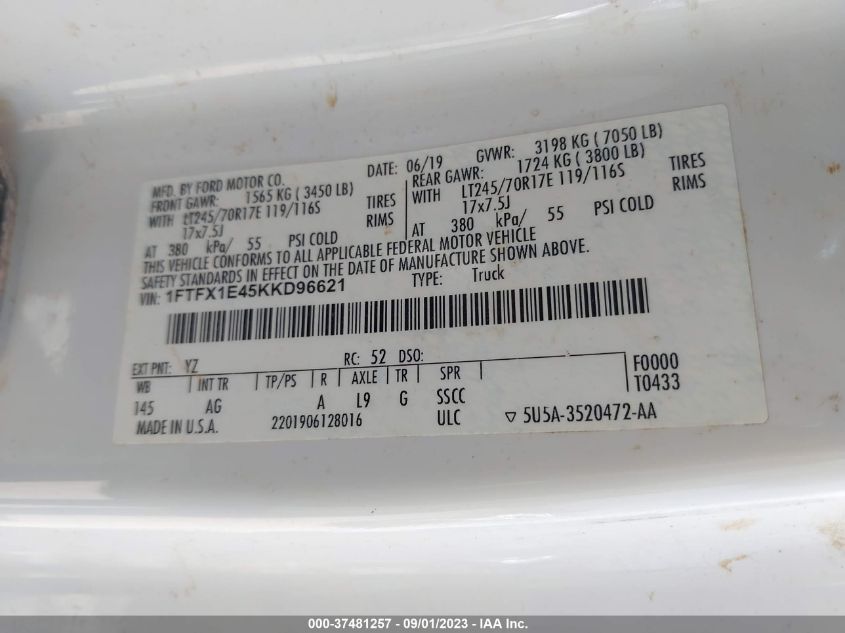 MFD. BY FORD MOTOR CO. DATE: 06/19 GVWR: 3198 KG ( 7050 LB)
FRONT GAWR: 1565 KG ( 3450 LB) REAR GAWR: 1724 KG ( 3800 LB)
WITH LT245/70R17E 119/116S TIRES WITH LT245/70R17E 119/116S TIRES
17x7.5J RIMS 17x7.5J RIMS
AT 380 kPa/ 55 PSI COLD AT 380 kPa/ 55 PSI COLD
THIS VEHICLE CONFORMS TO ALL APPLICABLE FEDERAL MOTOR VEHICLE
SAFETY STANDARDS IN EFFECT ON THE DATE OF MANUFACTURE SHOWN ABOVE.
VIN: 1FTFX1E45KKD96621 TYPE: Truck
EXT PNT: YZ RC: 52 DSO: F0000
WB INT TR TP/PS R AXLE TR SPR T0433
145 AG A L9 G SSCC
MADE IN U.S.A. 2201906128016 ULC ▽ 5U5A-3520472-AA
000-37481257 - 09/01/2023 - IAA Inc.